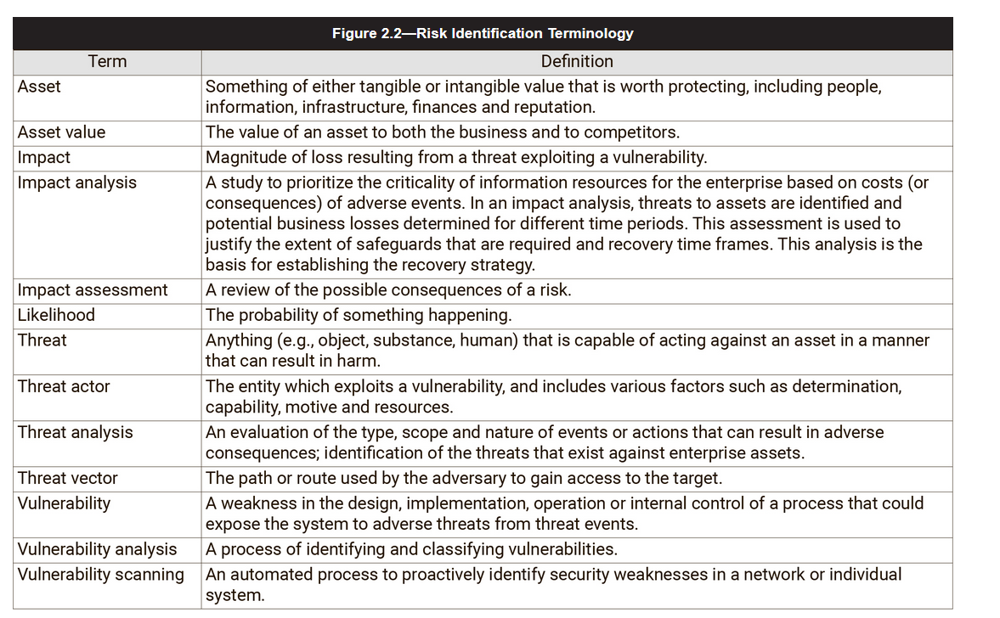 Figure 2.2—Risk Identification Terminology
Term Definition
Asset Something of either tangible or intangible value that is worth protecting, including people,
information, infrastructure, finances and reputation.
Asset value The value of an asset to both the business and to competitors.
Impact Magnitude of loss resulting from a threat exploiting a vulnerability.
Impact analysis A study to prioritize the criticality of information resources for the enterprise based on costs (or
consequences) of adverse events. In an impact analysis, threats to assets are identified and
potential business losses determined for different time periods. This assessment is used to
justify the extent of safeguards that are required and recovery time frames. This analysis is the
basis for establishing the recovery strategy.
Impact assessment A review of the possible consequences of a risk.
Likelihood The probability of something happening.
Threat Anything (e.g., object, substance, human) that is capable of acting against an asset in a manner
that can result in harm.
Threat actor The entity which exploits a vulnerability, and includes various factors such as determination,
capability, motive and resources.
Threat analysis An evaluation of the type, scope and nature of events or actions that can result in adverse
consequences; identification of the threats that exist against enterprise assets.
Threat vector The path or route used by the adversary to gain access to the target.
Vulnerability A weakness in the design, implementation, operation or internal control of a process that could
expose the system to adverse threats from threat events.
Vulnerability analysis A process of identifying and classifying vulnerabilities.
Vulnerability scanning An automated process to proactively identify security weaknesses in a network or individual
system.